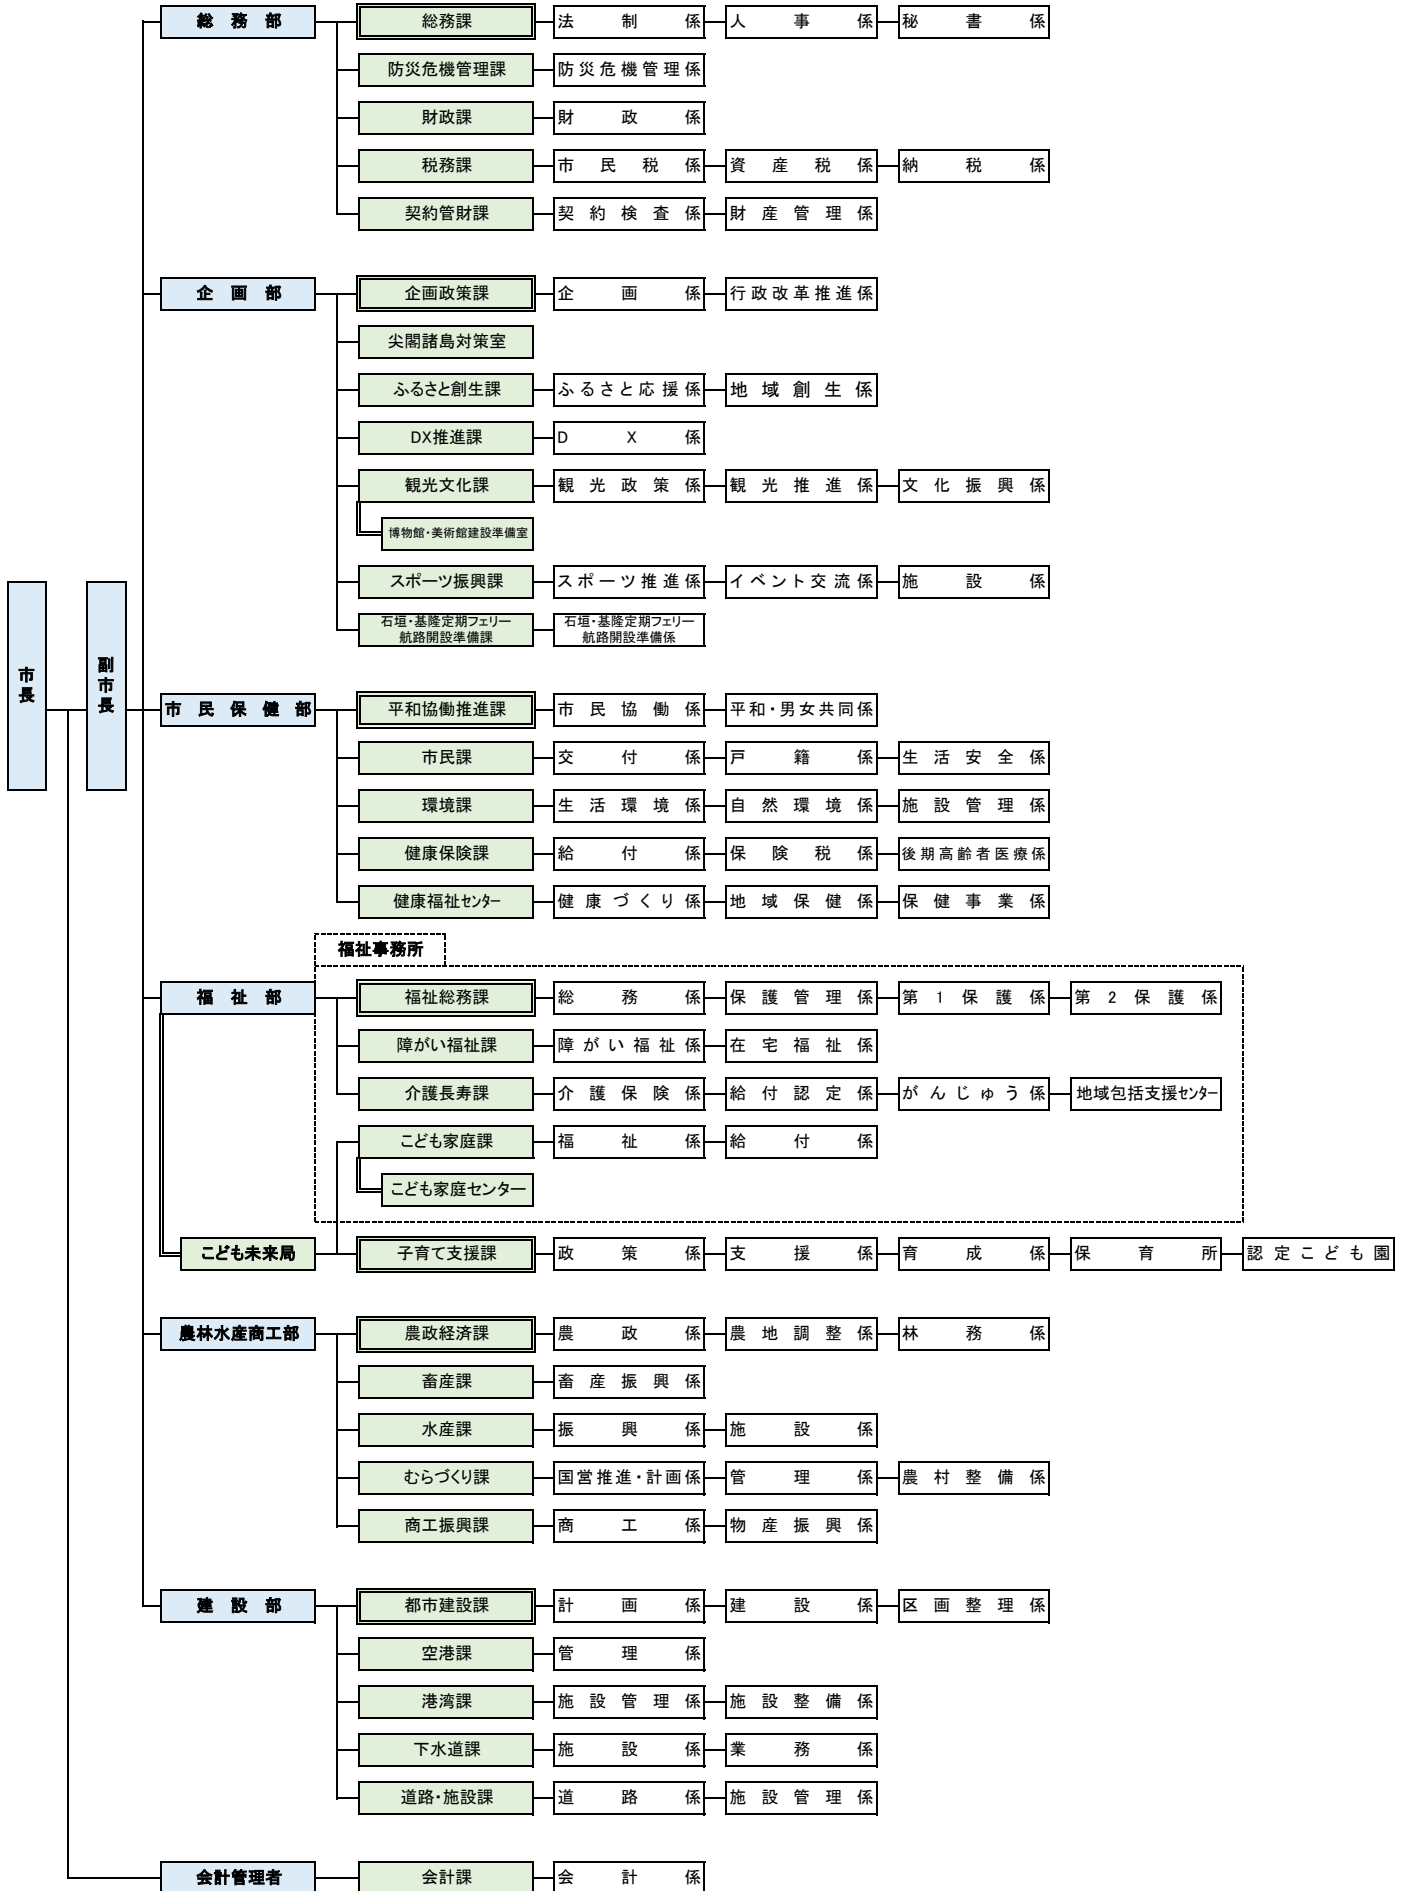 総務部
総務課 法制係 人事係 秘書係
防災危機管理課 防災危機管理係
財政課 財政係
税務課 市民税係 資産税係 納税係
契約管財課 契約検査係 財産管理係
企画部
企画政策課 企画係 行政改革推進係
尖閣諸島対策室
ふるさと創生課 ふるさと応援係 地域創生係
DX推進課 DX係
観光文化課 観光政策係 観光推進係 文化振興係
博物館・美術館建設準備室
スポーツ振興課 スポーツ推進係 イベント交流係 施設係
石垣・基隆定期フェリー
航路開設準備課
石垣・基隆定期フェリー
航路開設準備係
市長
副市長
市民保健部
平和協働推進課 市民協働係 平和・男女共同係
市民課 交付係 戸籍係 生活安全係
環境課 生活環境係 自然環境係 施設管理係
健康保険課 給付係 保険税係 後期高齢者医療係
健康福祉センター 健康づくり係 地域保健係 保健事業係
福祉事務所
福祉部
福祉総務課 総務係 保護管理係 第1保護係 第2保護係
障がい福祉課 障がい福祉係 在宅福祉係
介護長寿課 介護保険係 給付認定係 がんじゅう係 地域包括支援センター
こども家庭課 福祉係 給付係
こども家庭センター
こども未来局
子育て支援課 政策係 支援係 育成係 保育所 認定こども園
農林水産商工部
農政経済課 農政係 農地調整係 林務係
畜産課 畜産振興係
水産課 振興係 施設係
むらづくり課 国営推進・計画係 管理係 農村整備係
商工振興課 商工係 物産振興係
建設部
都市建設課 計画係 建設係 区画整理係
空港課 管理係
港湾課 施設管理係 施設整備係
下水道課 施設係 業務係
道路・施設課 道路係 施設管理係
会計管理者
会計課 会計係